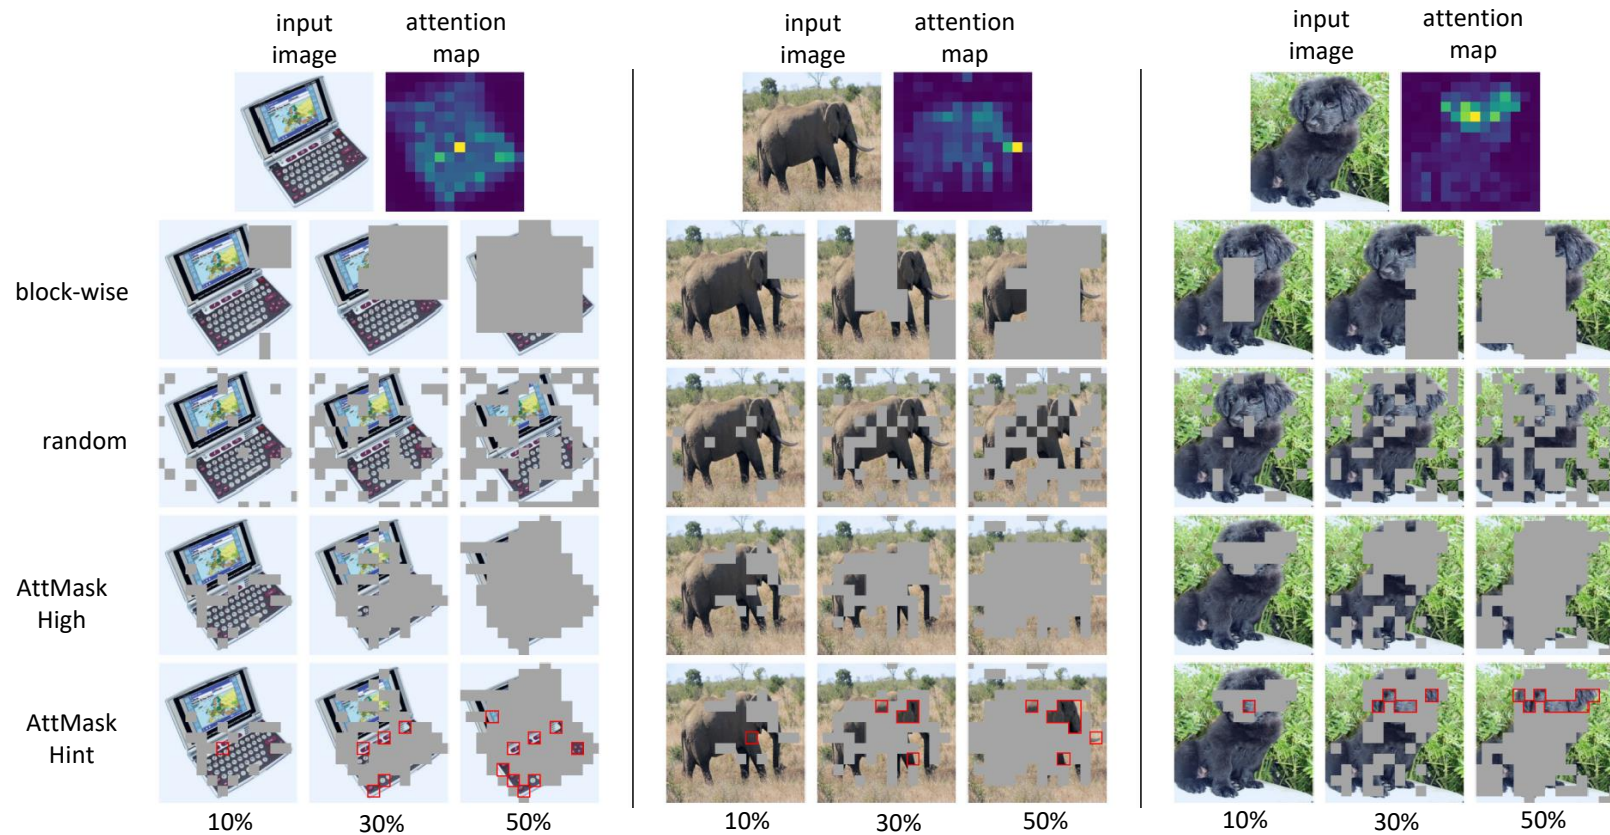 input attention input attention input attention
image map image map image map
block-wise
random
AttMask
High
AttMask
Hint
10% 30% 50% 10% 30% 50% 10% 30% 50%